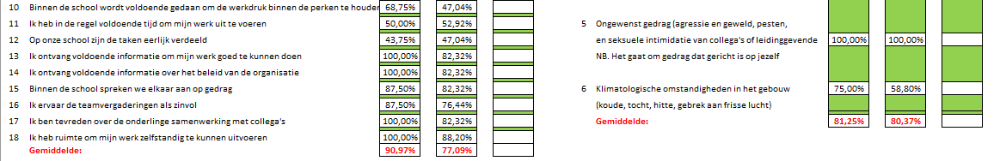 10 Binnen de school wordt voldoende gedaan om de werkdruk binnen de perken te houden 68,75% 47,04%
11 Ik heb in de regel voldoende tijd om mijn werk uit te voeren 50,00% 52,92%
12 Op onze school zijn de taken eerlijk verdeeld 43,75% 47,04%
13 Ik ontvang voldoende informatie om mijn werk goed te kunnen doen 100,00% 82,32%
14 Ik ontvang voldoende informatie over het beleid van de organisatie 100,00% 82,32%
15 Binnen de school spreken we elkaar aan op gedrag 87,50% 82,32%
16 Ik ervaar de teamvergaderingen als zinvol 87,50% 76,44%
17 Ik ben tevreden over de onderlinge samenwerking met collega's 100,00% 82,32%
18 Ik heb ruimte om mijn werk zelfstandig te kunnen uitvoeren 100,00% 88,20%
Gemiddelde: 90,97% 77,09%
5 Ongewenst gedrag (agressie en geweld, pesten,
en seksuele intimidatie van collega's of leidinggevende 100,00% 100,00%
NB. Het gaat om gedrag dat gericht is op jezelf
6 Klimatologische omstandigheden in het gebouw 75,00% 58,80%
(koude, tocht, hitte, gebrek aan frisse lucht)
Gemiddelde: 81,25% 80,37%